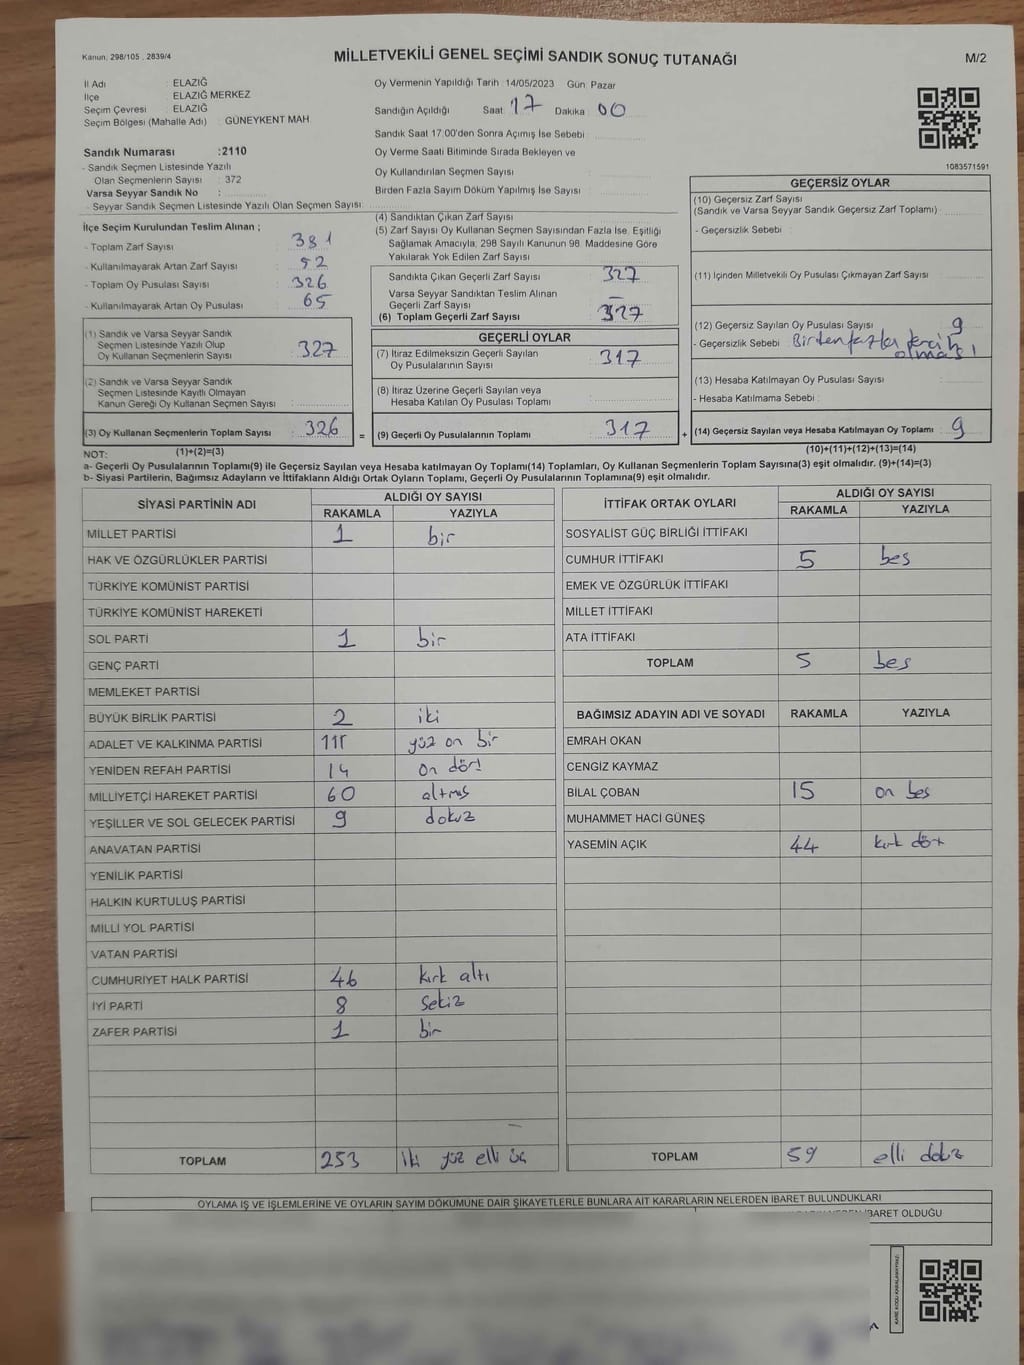 Kanun: 298/105 , 2839/4
MİLLETVEKİLİ GENEL SEÇİMİ SANDIK SONUÇ TUTANAĞI
M/2
İl Adı : ELAZIĞ
İlçe : ELAZIĞ MERKEZ
Seçim Çevresi : ELAZIĞ
Seçim Bölgesi (Mahalle Adı) : GÜNEYKENT MAH.
Sandık Numarası :2110
- Sandık Seçmen Listesinde Yazılı
Olan Seçmenlerin Sayısı : 372
Varsa Seyyar Sandık No :
- Seyyar Sandık Seçmen Listesinde Yazılı Olan Seçmen Sayısı:
Oy Vermenin Yapıldığı Tarih : 14/05/2023 Gün: Pazar
Sandığın Açıldığı Saat: 17 Dakika: 00
Sandık Saat 17:00'den Sonra Açımış İse Sebebi :
Oy Verme Saati Bitiminde Sırada Bekleyen ve
Oy Kullandırılan Seçmen Sayısı :
Birden Fazla Sayım Döküm Yapılmış İse Sayısı :
1083571591
İlçe Seçim Kurulundan Teslim Alınan ;
- Toplam Zarf Sayısı : 381
- Kullanılmayarak Artan Zarf Sayısı : 52
- Toplam Oy Pusulası Sayısı : 326
- Kullanılmayarak Artan Oy Pusulası : 65
(1) Sandık ve Varsa Seyyar Sandık
Seçmen Listesinde Yazılı Olup
Oy Kullanan Seçmenlerin Sayısı : 327
(2) Sandık ve Varsa Seyyar Sandık
Seçmen Listesinde Kayıtlı Olmayan
Kanun Gereği Oy Kullanan Seçmen Sayısı :
(3) Oy Kullanan Seçmenlerin Toplam Sayısı : 326
(1)+(2)=(3)
(4) Sandıktan Çıkan Zarf Sayısı :
(5) Zarf Sayısı Oy Kullanan Seçmen Sayısından Fazla İse, Eşitliği
Sağlamak Amacıyla, 298 Sayılı Kanunun 98. Maddesine Göre
Yakılarak Yok Edilen Zarf Sayısı :
Sandıkta Çıkan Geçerli Zarf Sayısı : 327
Varsa Seyyar Sandıktan Teslim Alınan
Geçerli Zarf Sayısı : –
(6) Toplam Geçerli Zarf Sayısı : 327
GEÇERLİ OYLAR
(7) İtiraz Edilmeksizin Geçerli Sayılan
Oy Pusulalarının Sayısı : 317
(8) İtiraz Üzerine Geçerli Sayılan veya
Hesaba Katılan Oy Pusulası Toplamı :
= (9) Geçerli Oy Pusulalarının Toplamı : 317
GEÇERSİZ OYLAR
(10) Geçersiz Zarf Sayısı
(Sandık ve Varsa Seyyar Sandık Geçersiz Zarf Toplamı) :
- Geçersizlik Sebebi :
(11) İçinden Milletvekili Oy Pusulası Çıkmayan Zarf Sayısı :
(12) Geçersiz Sayılan Oy Pusulası Sayısı : 9
- Geçersizlik Sebebi : Birden fazla tercih
olması
(13) Hesaba Katılmayan Oy Pusulası Sayısı :
- Hesaba Katılmama Sebebi :
+ (14) Geçersiz Sayılan veya Hesaba Katılmayan Oy Toplamı : 9
(10)+(11)+(12)+(13)=(14)
NOT:
a- Geçerli Oy Pusulalarının Toplamı(9) ile Geçersiz Sayılan veya Hesaba katılmayan Oy Toplamı(14) Toplamları, Oy Kullanan Seçmenlerin Toplam Sayısına(3) eşit olmalıdır. (9)+(14)=(3)
b- Siyasi Partilerin, Bağımsız Adayların ve İttifakların Aldığı Ortak Oyların Toplamı, Geçerli Oy Pusulalarının Toplamına(9) eşit olmalıdır.
SİYASİ PARTİNİN ADI ALDIĞI OY SAYISI
RAKAMLA YAZIYLA
MİLLET PARTİSİ 1 bir
HAK VE ÖZGÜRLÜKLER PARTİSİ
TÜRKİYE KOMÜNİST PARTİSİ
TÜRKİYE KOMÜNİST HAREKETİ
SOL PARTİ 1 bir
GENÇ PARTİ
MEMLEKET PARTİSİ
BÜYÜK BİRLİK PARTİSİ 2 iki
ADALET VE KALKINMA PARTİSİ 111 yüz on bir
YENİDEN REFAH PARTİSİ 14 on dört
MİLLİYETÇİ HAREKET PARTİSİ 60 altmış
YEŞİLLER VE SOL GELECEK PARTİSİ 9 dokuz
ANAVATAN PARTİSİ
YENİLİK PARTİSİ
HALKIN KURTULUŞ PARTİSİ
MİLLİ YOL PARTİSİ
VATAN PARTİSİ
CUMHURİYET HALK PARTİSİ 46 kırk altı
İYİ PARTİ 8 sekiz
ZAFER PARTİSİ 1 bir
TOPLAM 253 iki yüz elli üç
İTTİFAK ORTAK OYLARI ALDIĞI OY SAYISI
RAKAMLA YAZIYLA
SOSYALİST GÜÇ BİRLİĞİ İTTİFAKI
CUMHUR İTTİFAKI 5 beş
EMEK VE ÖZGÜRLÜK İTTİFAKI
MİLLET İTTİFAKI
ATA İTTİFAKI
TOPLAM 5 beş
BAĞIMSIZ ADAYIN ADI VE SOYADI RAKAMLA YAZIYLA
EMRAH OKAN
CENGİZ KAYMAZ
BİLAL ÇOBAN 15 on beş
MUHAMMET HACİ GÜNEŞ
YASEMİN AÇIK 44 kırk dört
TOPLAM 59 elli dokuz
OYLAMA İŞ VE İŞLEMLERİNE VE OYLARIN SAYIM DÖKÜMÜNE DAİR ŞİKAYETLERLE BUNLARA AİT KARARLARIN NELERDEN İBARET BULUNDUKLARI
İBARET OLDUĞU